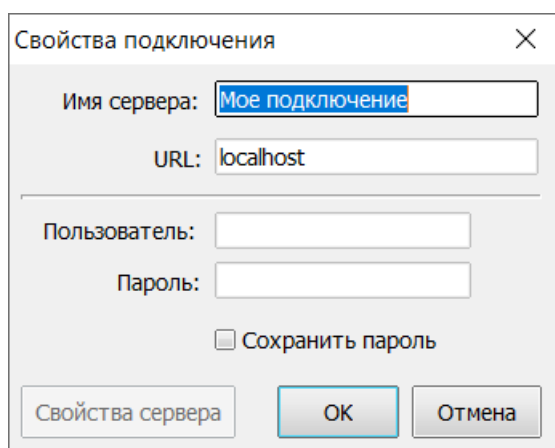 Свойства подключения
Имя сервера: Мое подключение
URL: localhost
Пользователь:
Пароль:
Сохранить пароль
Свойства сервера OK Отмена